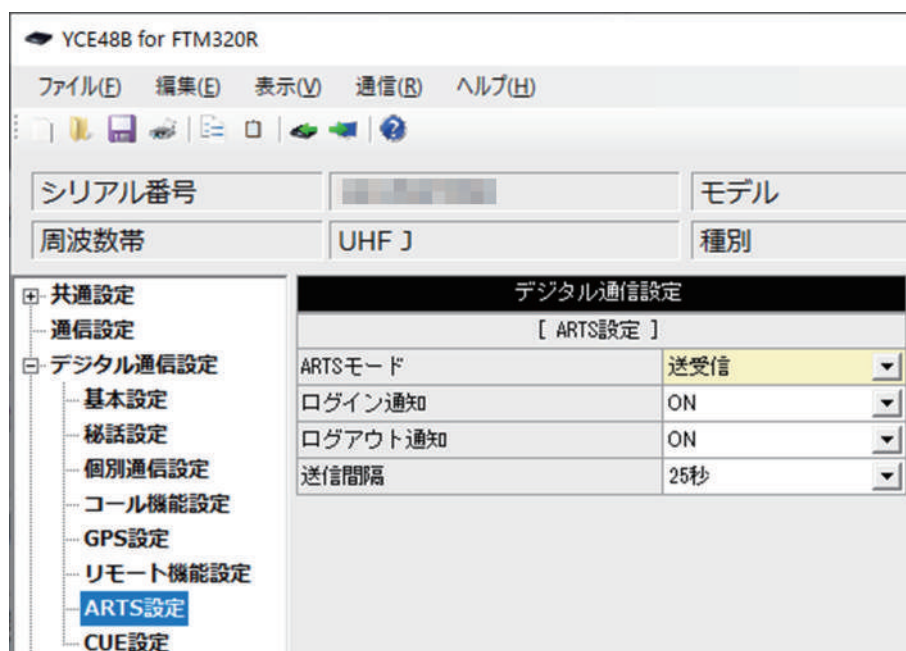 YCE48B for FTM320R
ファイル(F) 編集(E) 表示(V) 通信(R) ヘルプ(H)
シリアル番号 モデル
周波数帯 UHF J 種別
共通設定
通信設定
デジタル通信設定
基本設定
秘話設定
個別通信設定
コール機能設定
GPS設定
リモート機能設定
ARTS設定
CUE設定
デジタル通信設定
[ ARTS設定 ]
ARTSモード 送受信
ログイン通知 ON
ログアウト通知 ON
送信間隔 25秒